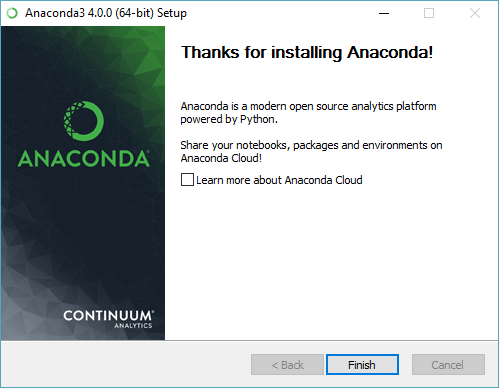 Anaconda3 4.0.0 (64-bit) Setup
Thanks for installing Anaconda!
Anaconda is a modern open source analytics platform
powered by Python.
Share your notebooks, packages and environments on
Anaconda Cloud!
Learn more about Anaconda Cloud
ANACONDA®
CONTINUUM®
ANALYTICS
< Back
Finish
Cancel